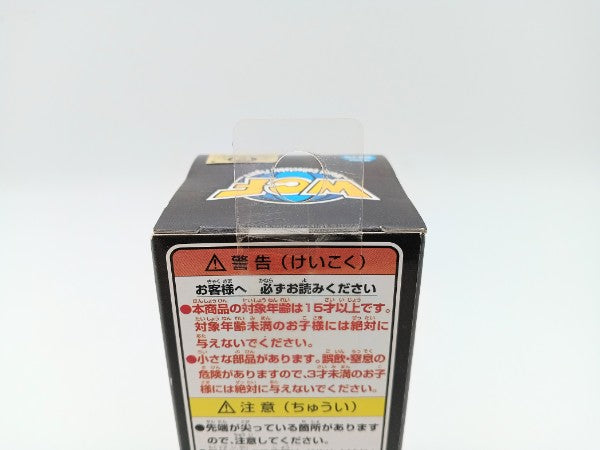 WCF
⚠警告(けいこく)
お客様へ 必ずお読みください
●本商品の対象年齢は15才以上です。
対象年齢未満のお子様には絶対に
与えないでください。
●小さな部品があります。誤飲・窒息の
危険がありますので、3才未満のお子
様には絶対に与えないでください。
⚠注意(ちゅうい)
●先端が尖っている箇所があります
ので、注意してください。